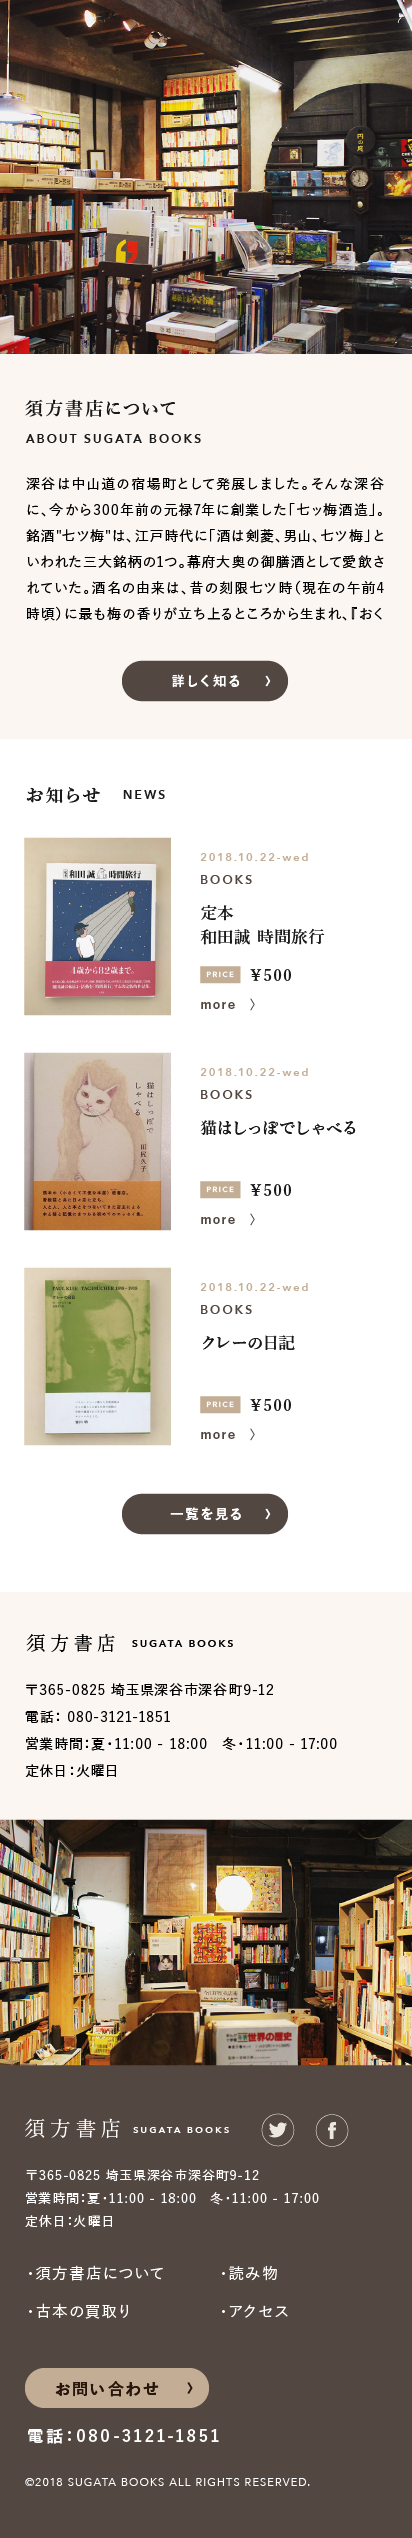 須方書店について
ABOUT SUGATA BOOKS
深谷は中山道の宿場町として発展しました。そんな深谷
に、今から300年前の元禄7年に創業した「七ッ梅酒造」。
銘酒"七ツ梅"は、江戸時代に「酒は剣菱、男山、七ツ梅」と
いわれた三大銘柄の1つ。幕府大奥の御膳酒として愛飲さ
れていた。酒名の由来は、昔の刻限七ツ時（現在の午前4
時頃）に最も梅の香りが立ち上るところから生まれ、『おく
詳しく知る 〉
お知らせ NEWS
和田誠 時間旅行
4歳から82歳まで。
2018.10.22-wed
BOOKS
定本
和田誠 時間旅行
PRICE ¥500
more 〉
猫はしっぽで
しゃべる
田尻久子
2018.10.22-wed
BOOKS
猫はしっぽでしゃべる
PRICE ¥500
more 〉
PAUL KLEE TAGEBÜCHER 1898-1918
クレーの日記
2018.10.22-wed
BOOKS
クレーの日記
PRICE ¥500
more 〉
一覧を見る 〉
須方書店 SUGATA BOOKS
〒365-0825 埼玉県深谷市深谷町9-12
電話： 080-3121-1851
営業時間：夏・11:00 - 18:00　冬・11:00 - 17:00
定休日：火曜日
世界の歴史
須方書店 SUGATA BOOKS
〒365-0825 埼玉県深谷市深谷町9-12
営業時間：夏・11:00 - 18:00　冬・11:00 - 17:00
定休日：火曜日
・須方書店について ・読み物
・古本の買取り ・アクセス
お問い合わせ 〉
電話：080-3121-1851
©2018 SUGATA BOOKS ALL RIGHTS RESERVED.